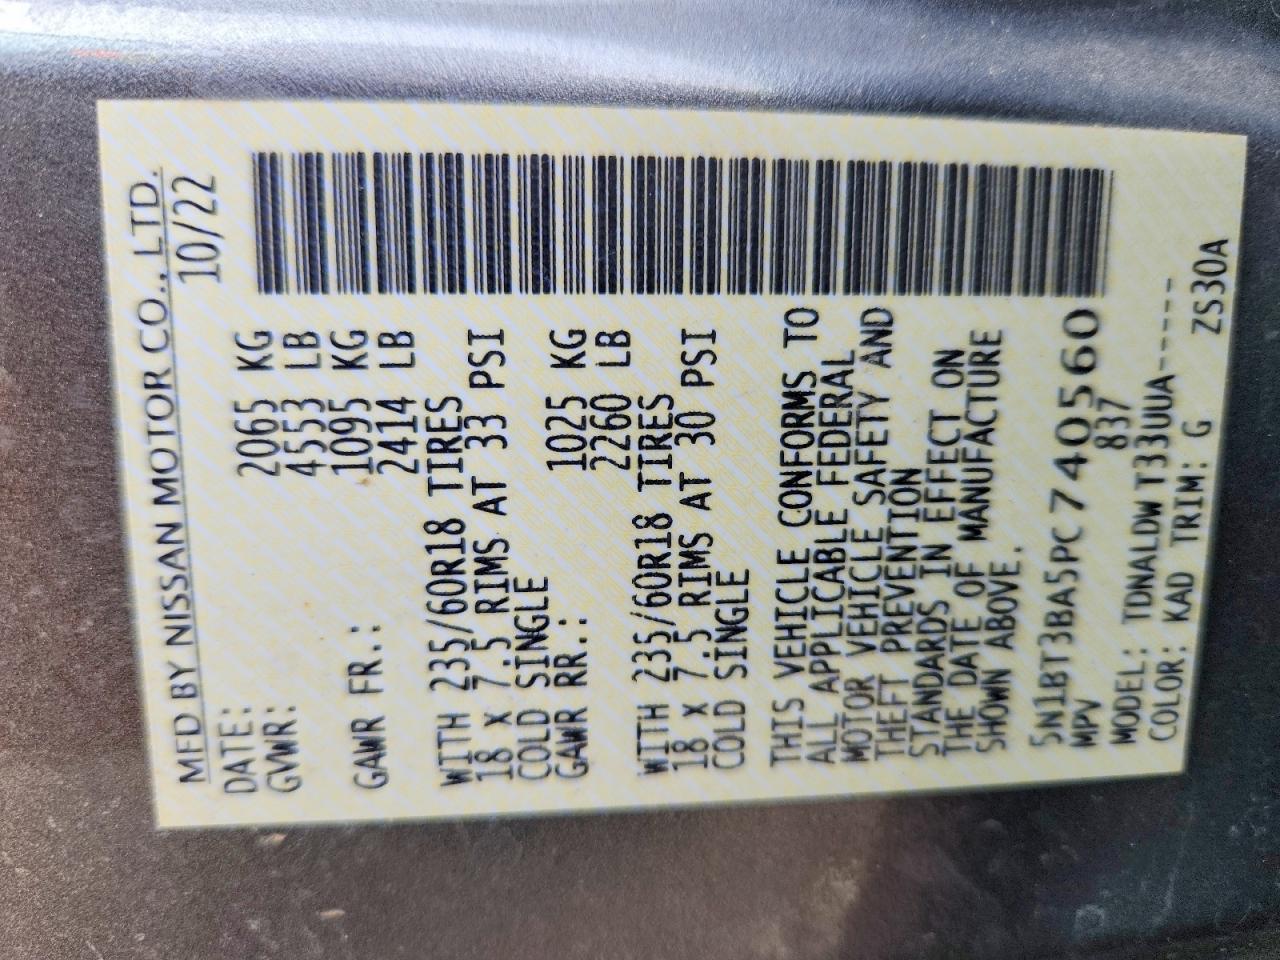 MFD BY NISSAN MOTOR CO., LTD.
DATE: 10/22
GVWR: 2065 KG
4553 LB
GAWR FR.: 1095 KG
2414 LB
WITH 235/60R18 TIRES
18 x 7.5 RIMS AT 33 PSI
COLD SINGLE
GAWR RR.: 1025 KG
2260 LB
WITH 235/60R18 TIRES
18 x 7.5 RIMS AT 30 PSI
COLD SINGLE
THIS VEHICLE CONFORMS TO
ALL APPLICABLE FEDERAL
MOTOR VEHICLE SAFETY AND
THEFT PREVENTION
STANDARDS IN EFFECT ON
THE DATE OF MANUFACTURE
SHOWN ABOVE.
5N1BT3BA5PC740560
MPV 837
MODEL: TDNALDW T33UUA-----
COLOR: KAD TRIM: G ZS30A